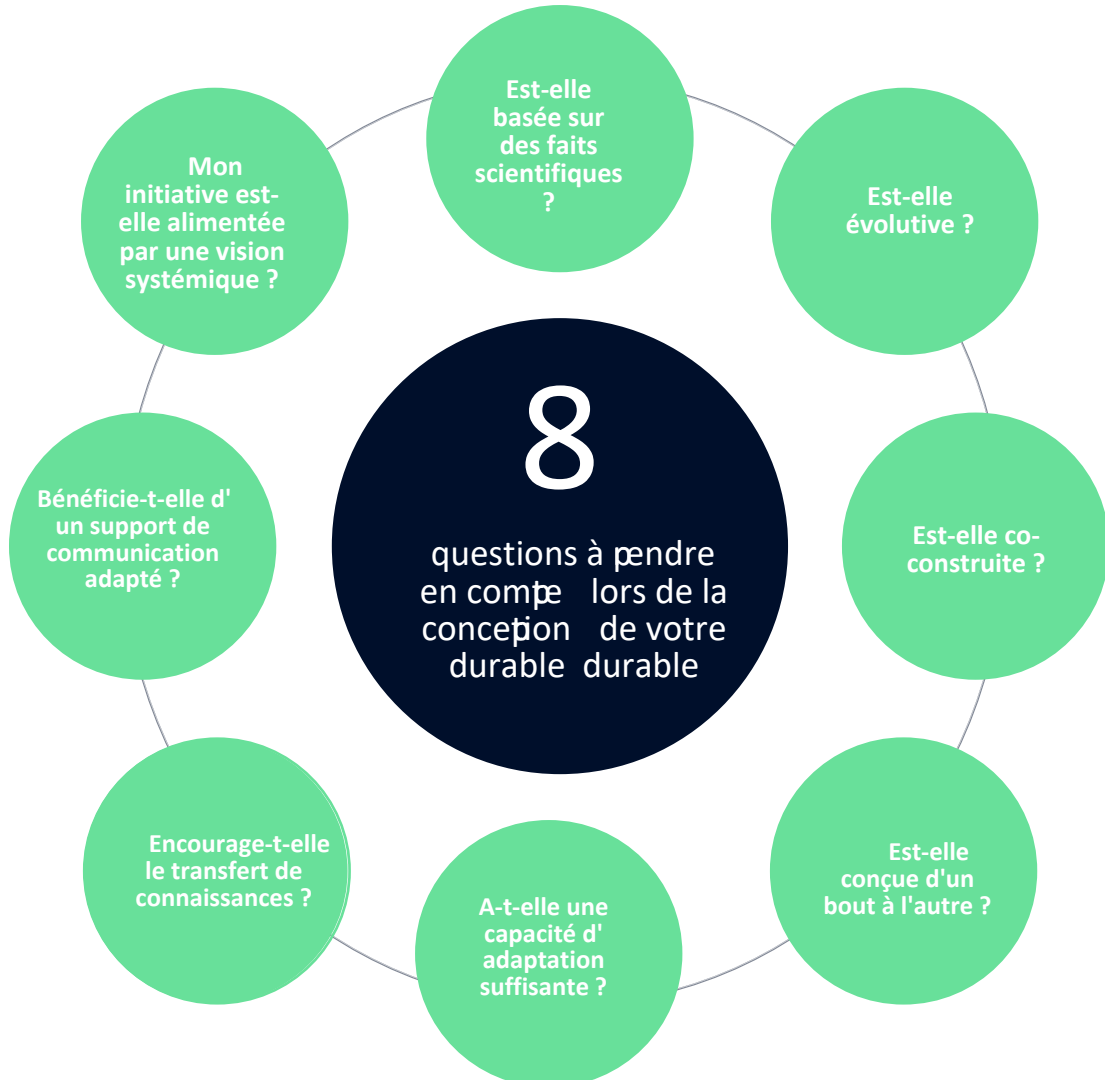 Est-elle
basée sur
des faits
scientifiques
?
Est-elle
évolutive ?
Est-elle co-
construite ?
Est-elle
conçue d'un
bout à l'autre ?
A-t-elle une
capacité d'
adaptation
suffisante ?
Encourage-t-elle
le transfert de
connaissances ?
Bénéficie-t-elle d'
un support de
communication
adapté ?
Mon
initiative est-
elle alimentée
par une vision
systémique ?
8
questions à prendre
en compte lors de la
conception de votre
durable durable